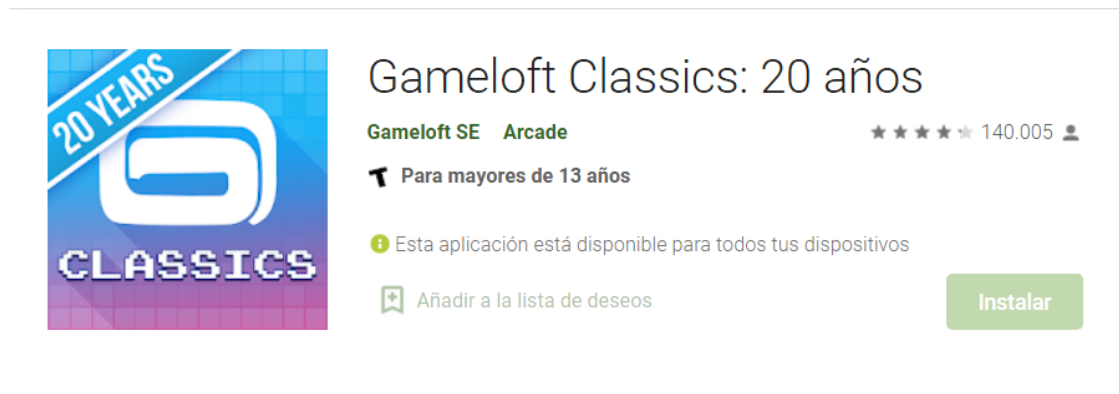 20 YEARS
CLASSICS
Gameloft Classics: 20 años
Gameloft SE Arcade 140.005
T Para mayores de 13 años
Esta aplicación está disponible para todos tus dispositivos
Añadir a la lista de deseos Instalar